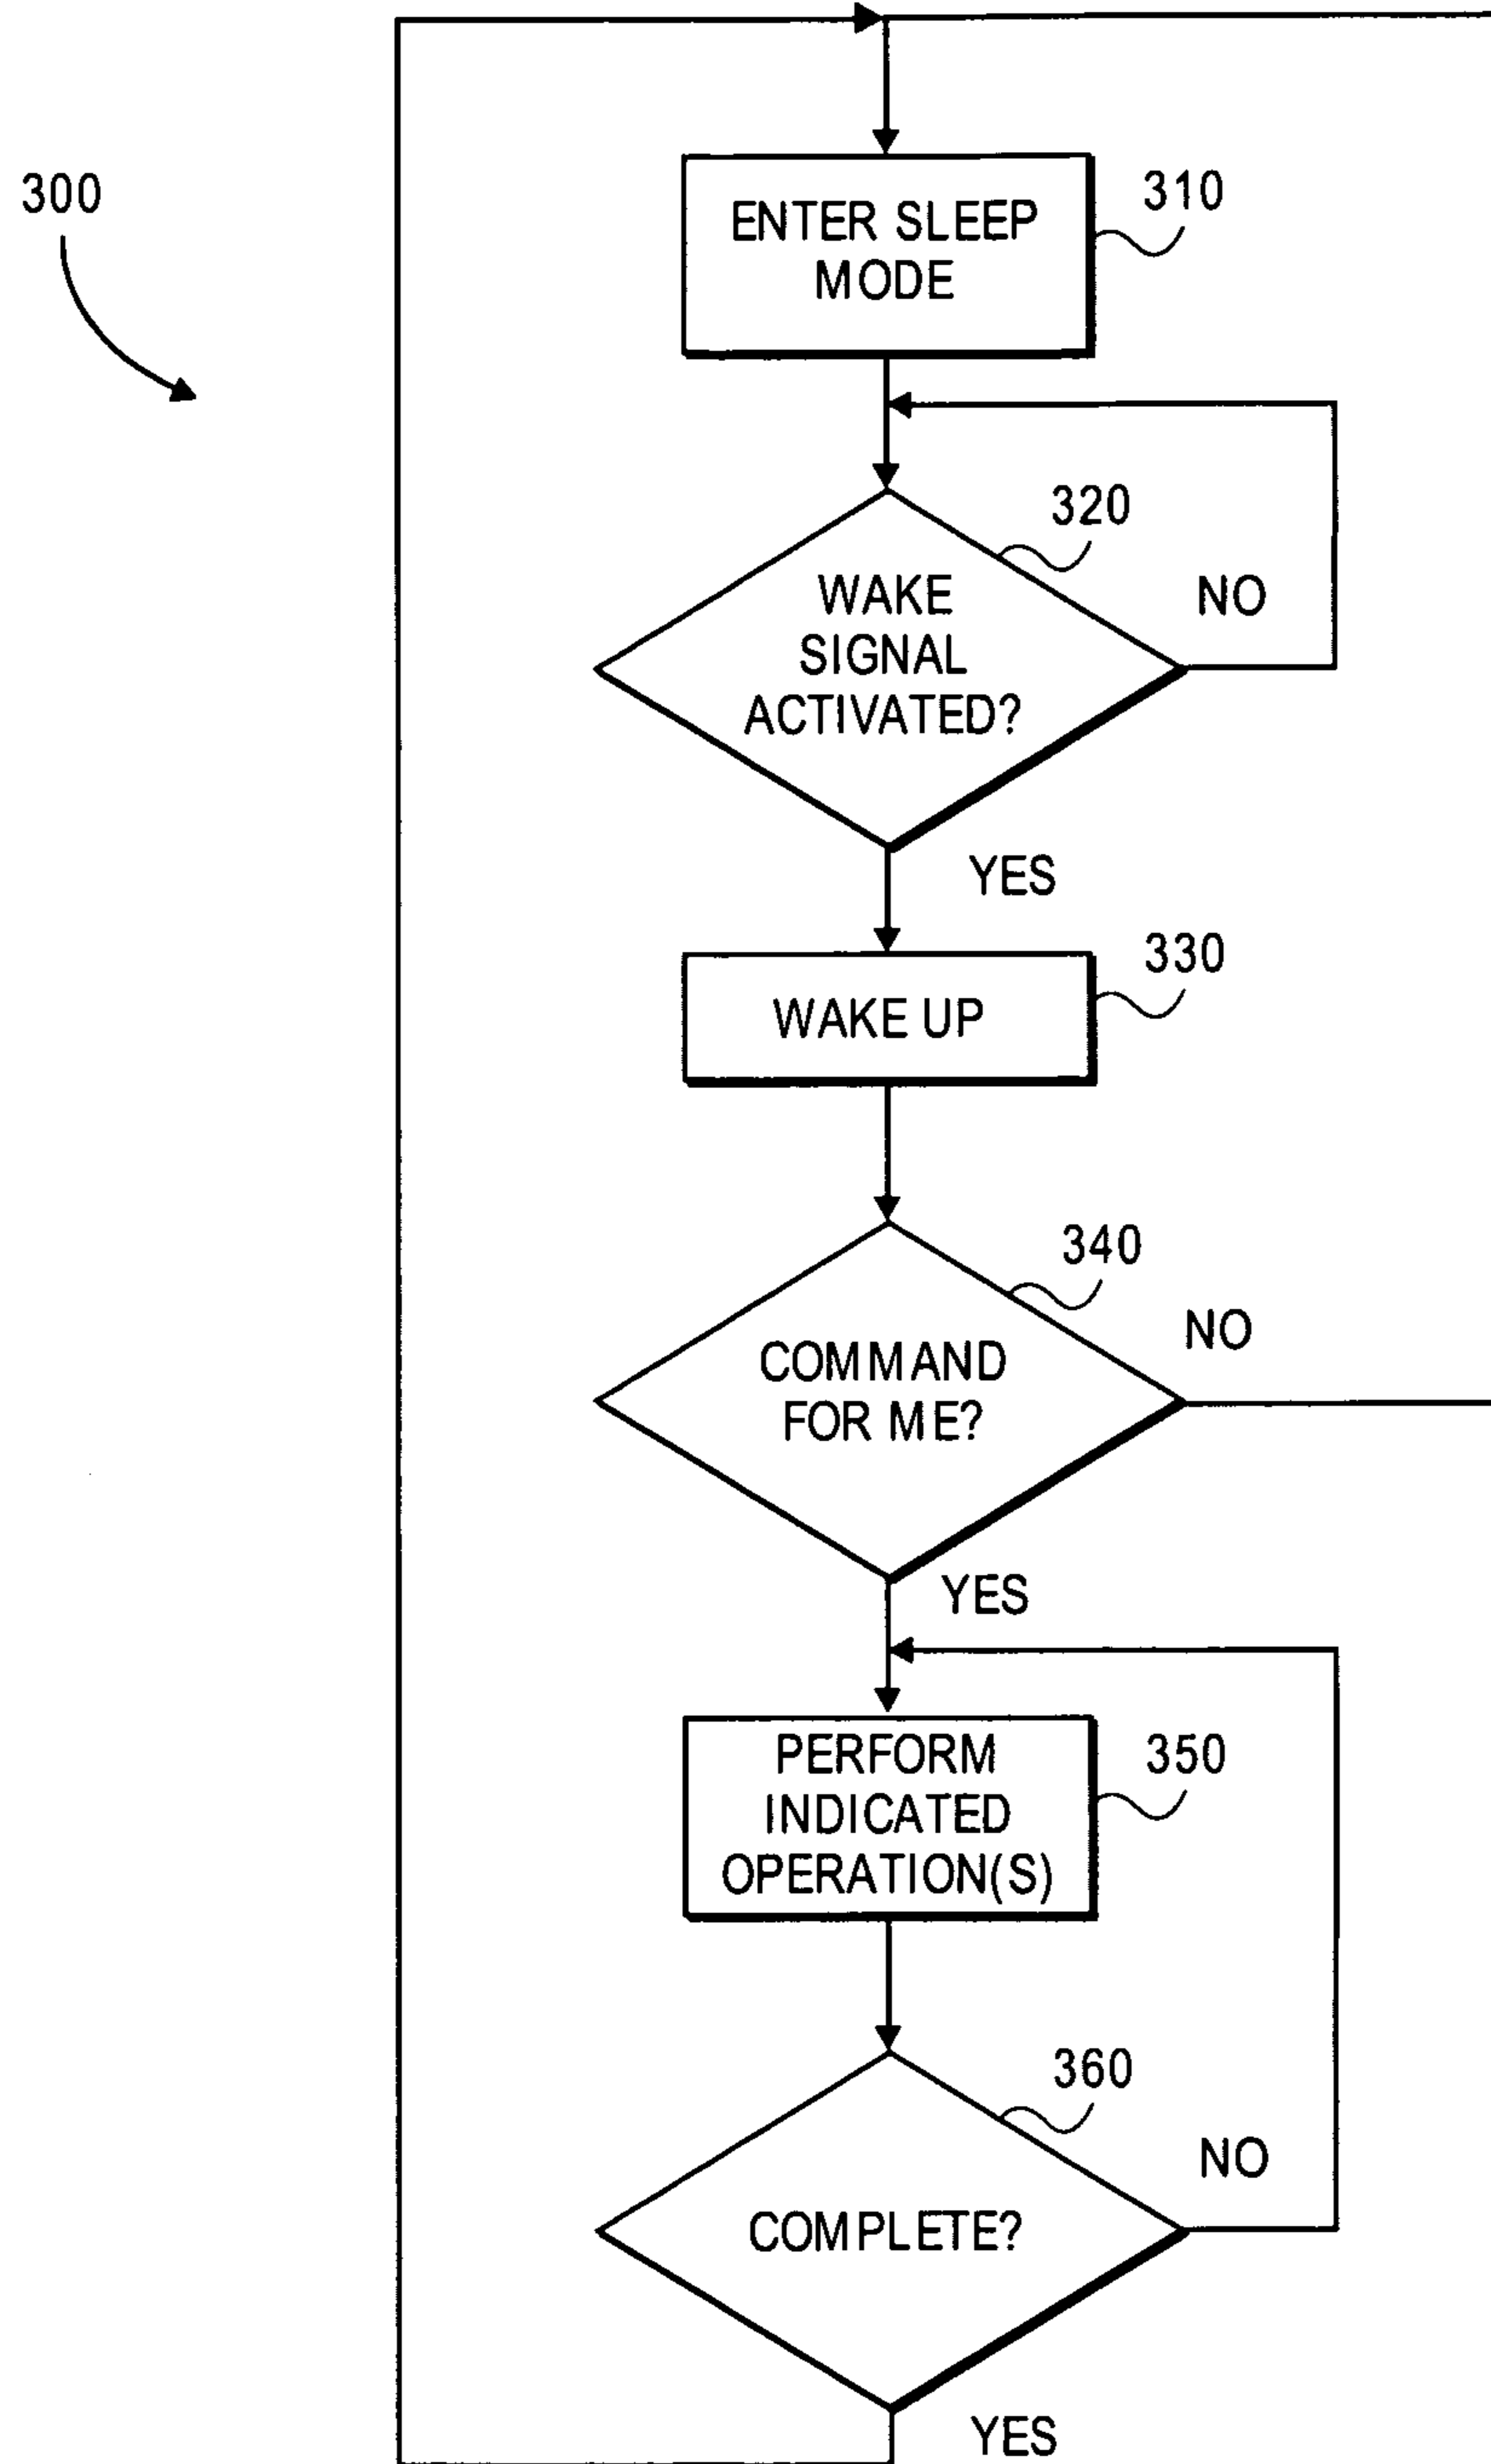 300
310
ENTER SLEEP
MODE
320
WAKE
SIGNAL
ACTIVATED?
NO
YES
330
WAKE UP
340
COMMAND
FOR ME?
NO
YES
350
PERFORM
INDICATED
OPERATION(S)
360
COMPLETE?
NO
YES